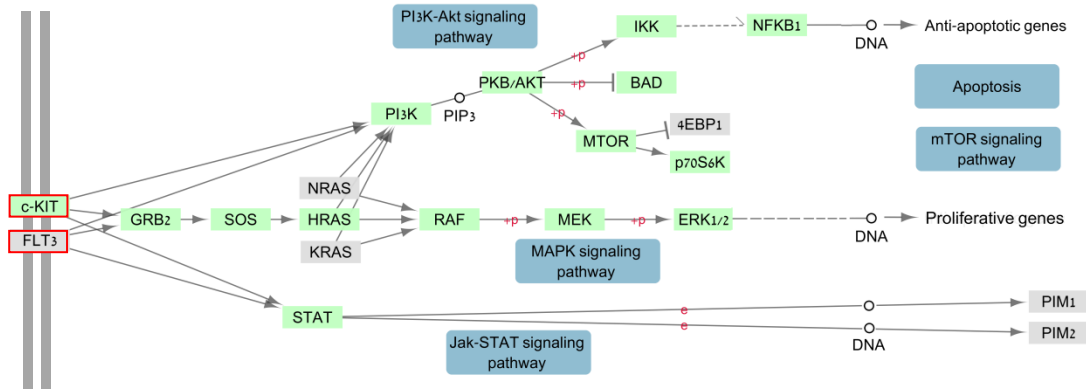 PI3K-Akt signaling
pathway
IKK
NFKB1
DNA
Anti-apoptotic genes
+p
PKB/AKT
+p
BAD
Apoptosis
PI3K
PIP3
+p
4EBP1
MTOR
mTOR signaling
pathway
p70S6K
NRAS
c-KIT
GRB2
SOS
HRAS
RAF
+p
MEK
+p
ERK1/2
DNA
Proliferative genes
FLT3
KRAS
MAPK signaling
pathway
STAT
e
e
DNA
PIM1
PIM2
Jak-STAT signaling
pathway